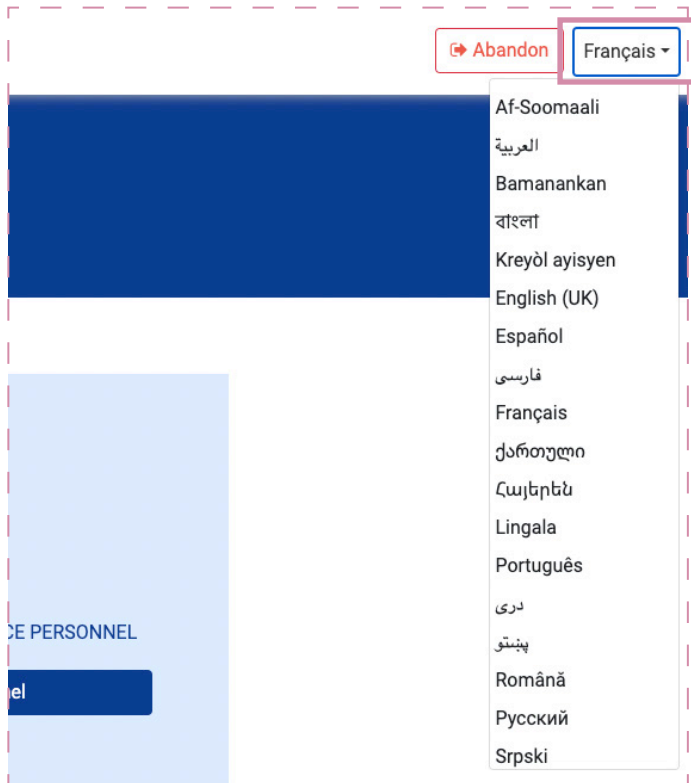 Abandon
Français
Af-Soomaali
العربية
Bamanankan
বাংলা
Kreyòl ayisyen
English (UK)
Español
فارسی
Français
ქართული
Հայերեն
Lingala
Português
دری
پښتو
Română
Русский
Srpski
CE PERSONNEL
nel